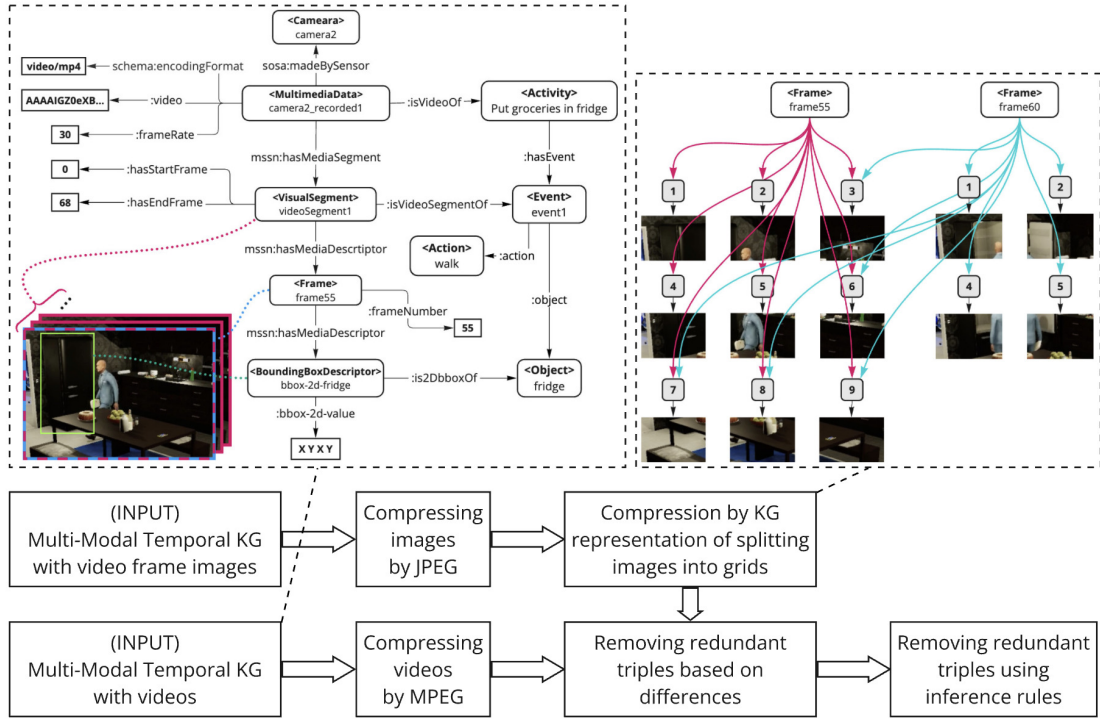 <Cameara>
camera2
video/mp4
schema:encodingFormat
sosa:madeBySensor
AAAAIGZ0eXB...
:video
<MultimediaData>
camera2_recorded1
:isVideoOf
<Activity>
Put groceries in fridge
30
:frameRate
mssn:hasMediaSegment
:hasEvent
0
:hasStartFrame
68
:hasEndFrame
<VisualSegment>
videoSegment1
:isVideoSegmentOf
<Event>
event1
mssn:hasMediaDescrtiptor
<Action>
walk
:action
<Frame>
frame55
:frameNumber
55
:object
mssn:hasMediaDescriptor
<BoundingBoxDescriptor>
bbox-2d-fridge
:is2DbboxOf
<Object>
fridge
:bbox-2d-value
X Y X Y
<Frame>
frame55
<Frame>
frame60
1
2
3
1
2
4
5
6
4
5
7
8
9
(INPUT)
Multi-Modal Temporal KG
with video frame images
Compressing
images
by JPEG
Compression by KG
representation of splitting
images into grids
(INPUT)
Multi-Modal Temporal KG
with videos
Compressing
videos
by MPEG
Removing redundant
triples based on
differences
Removing redundant
triples using
inference rules